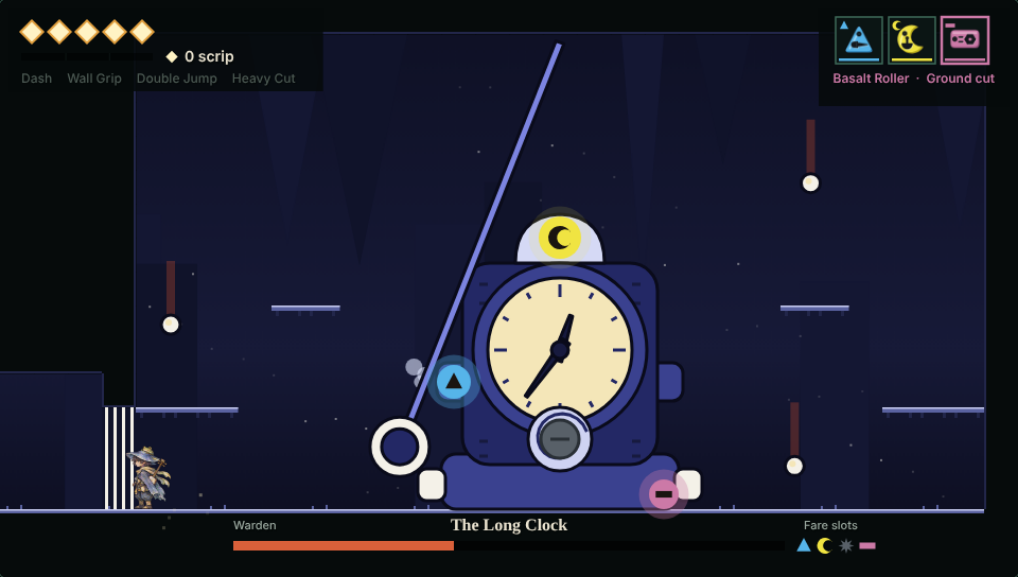 0 scrip
Dash Wall Grip Double Jump Heavy Cut
Basalt Roller · Ground cut
Warden
The Long Clock
Fare slots